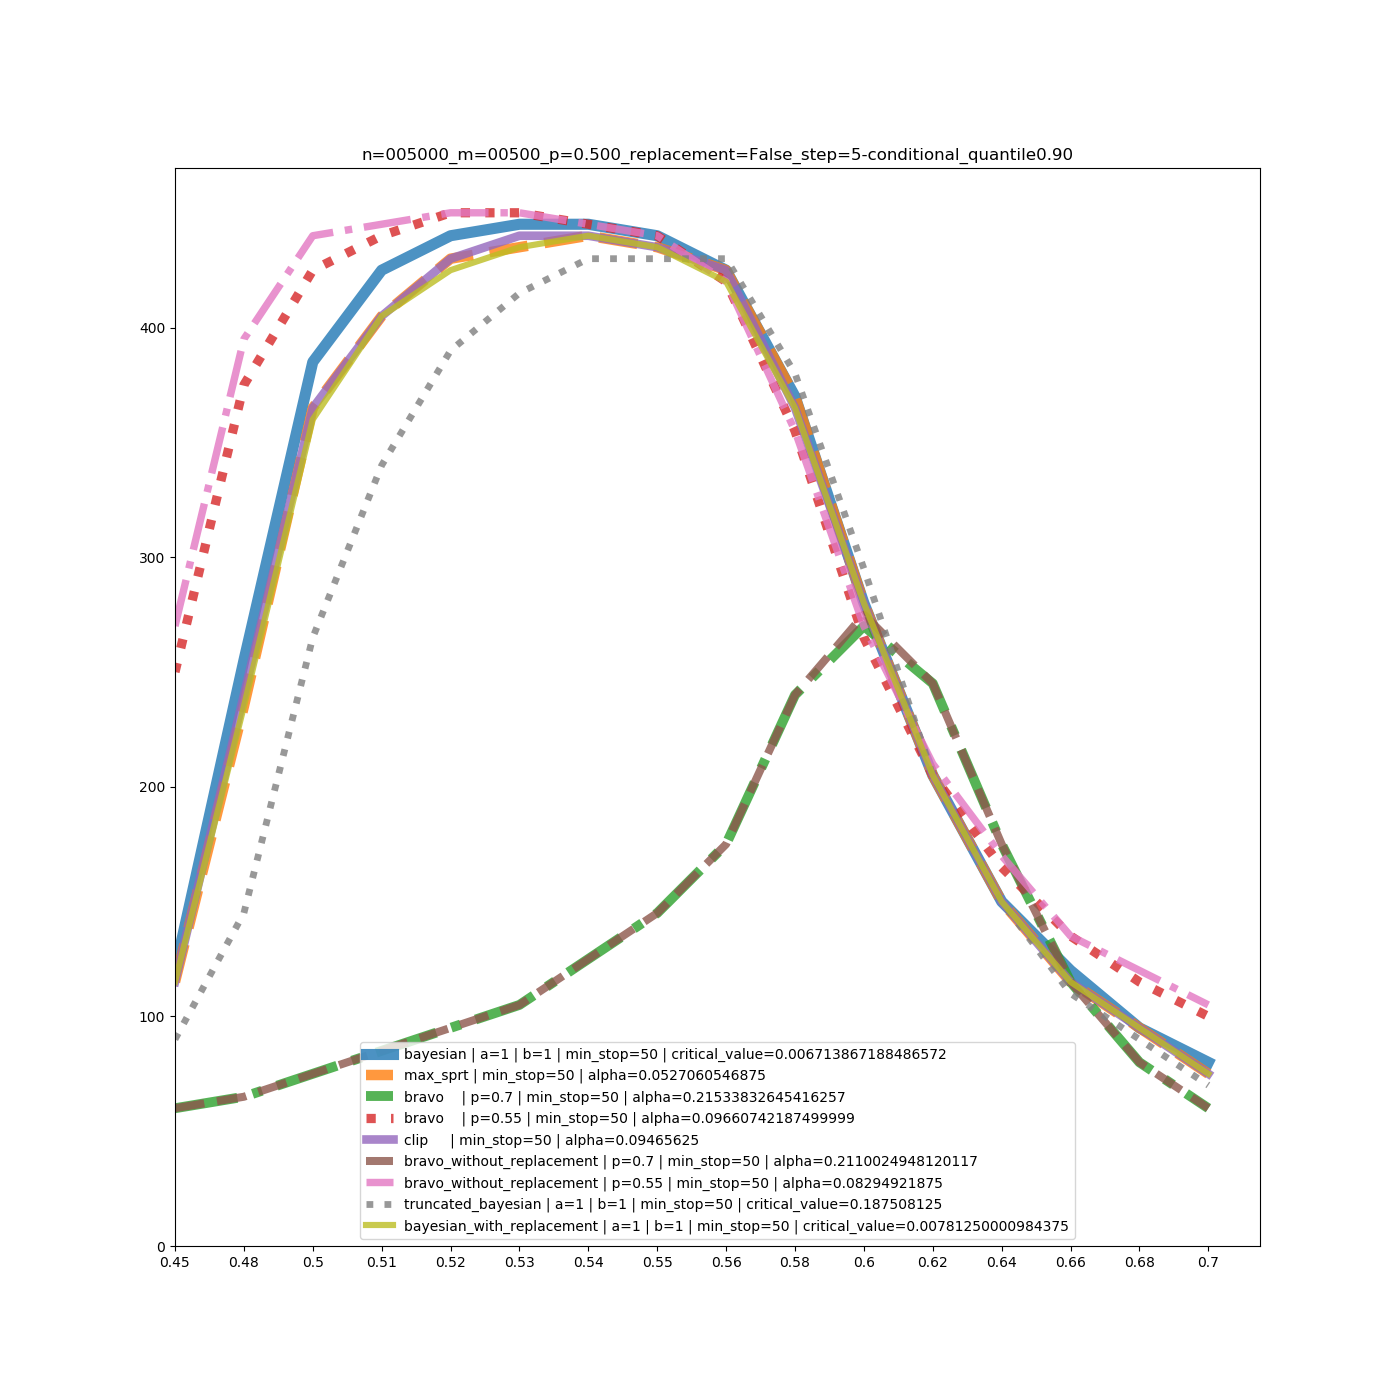 n=005000_m=00500_p=0.500_replacement=False_step=5-conditional_quantile0.90
400
300
200
100
0
bayesian | a=1 | b=1 | min_stop=50 | critical_value=0.006713867188486572
max_sprt | min_stop=50 | alpha=0.0527060546875
bravo    | p=0.7 | min_stop=50 | alpha=0.21533832645416257
bravo    | p=0.55 | min_stop=50 | alpha=0.09660742187499999
clip     | min_stop=50 | alpha=0.09465625
bravo_without_replacement | p=0.7 | min_stop=50 | alpha=0.2110024948120117
bravo_without_replacement | p=0.55 | min_stop=50 | alpha=0.08294921875
truncated_bayesian | a=1 | b=1 | min_stop=50 | critical_value=0.187508125
bayesian_with_replacement | a=1 | b=1 | min_stop=50 | critical_value=0.00781250000984375
0.45 0.48 0.5 0.51 0.52 0.53 0.54 0.55 0.56 0.58 0.6 0.62 0.64 0.66 0.68 0.7